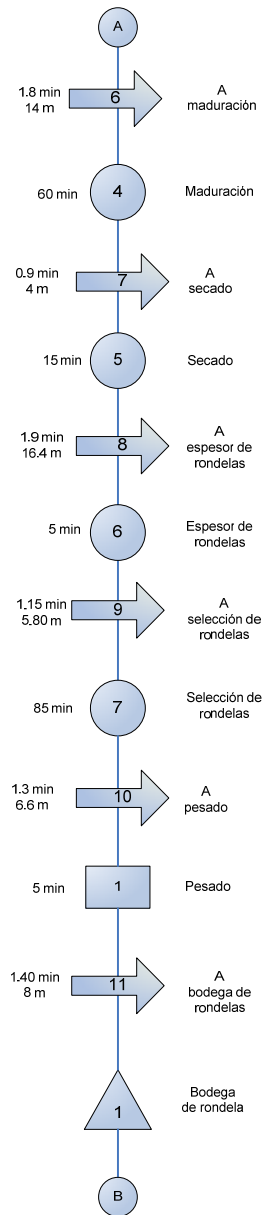 A
1.8 min
14 m
6
A
maduración
60 min
4
Maduración
0.9 min
4 m
7
A
secado
15 min
5
Secado
1.9 min
16.4 m
8
A
espesor de
rondelas
5 min
6
Espesor de
rondelas
1.15 min
5.80 m
9
A
selección de
rondelas
85 min
7
Selección de
rondelas
1.3 min
6.6 m
10
A
pesado
5 min
1
Pesado
1.40 min
8 m
11
A
bodega de
rondelas
1
Bodega
de rondela
B